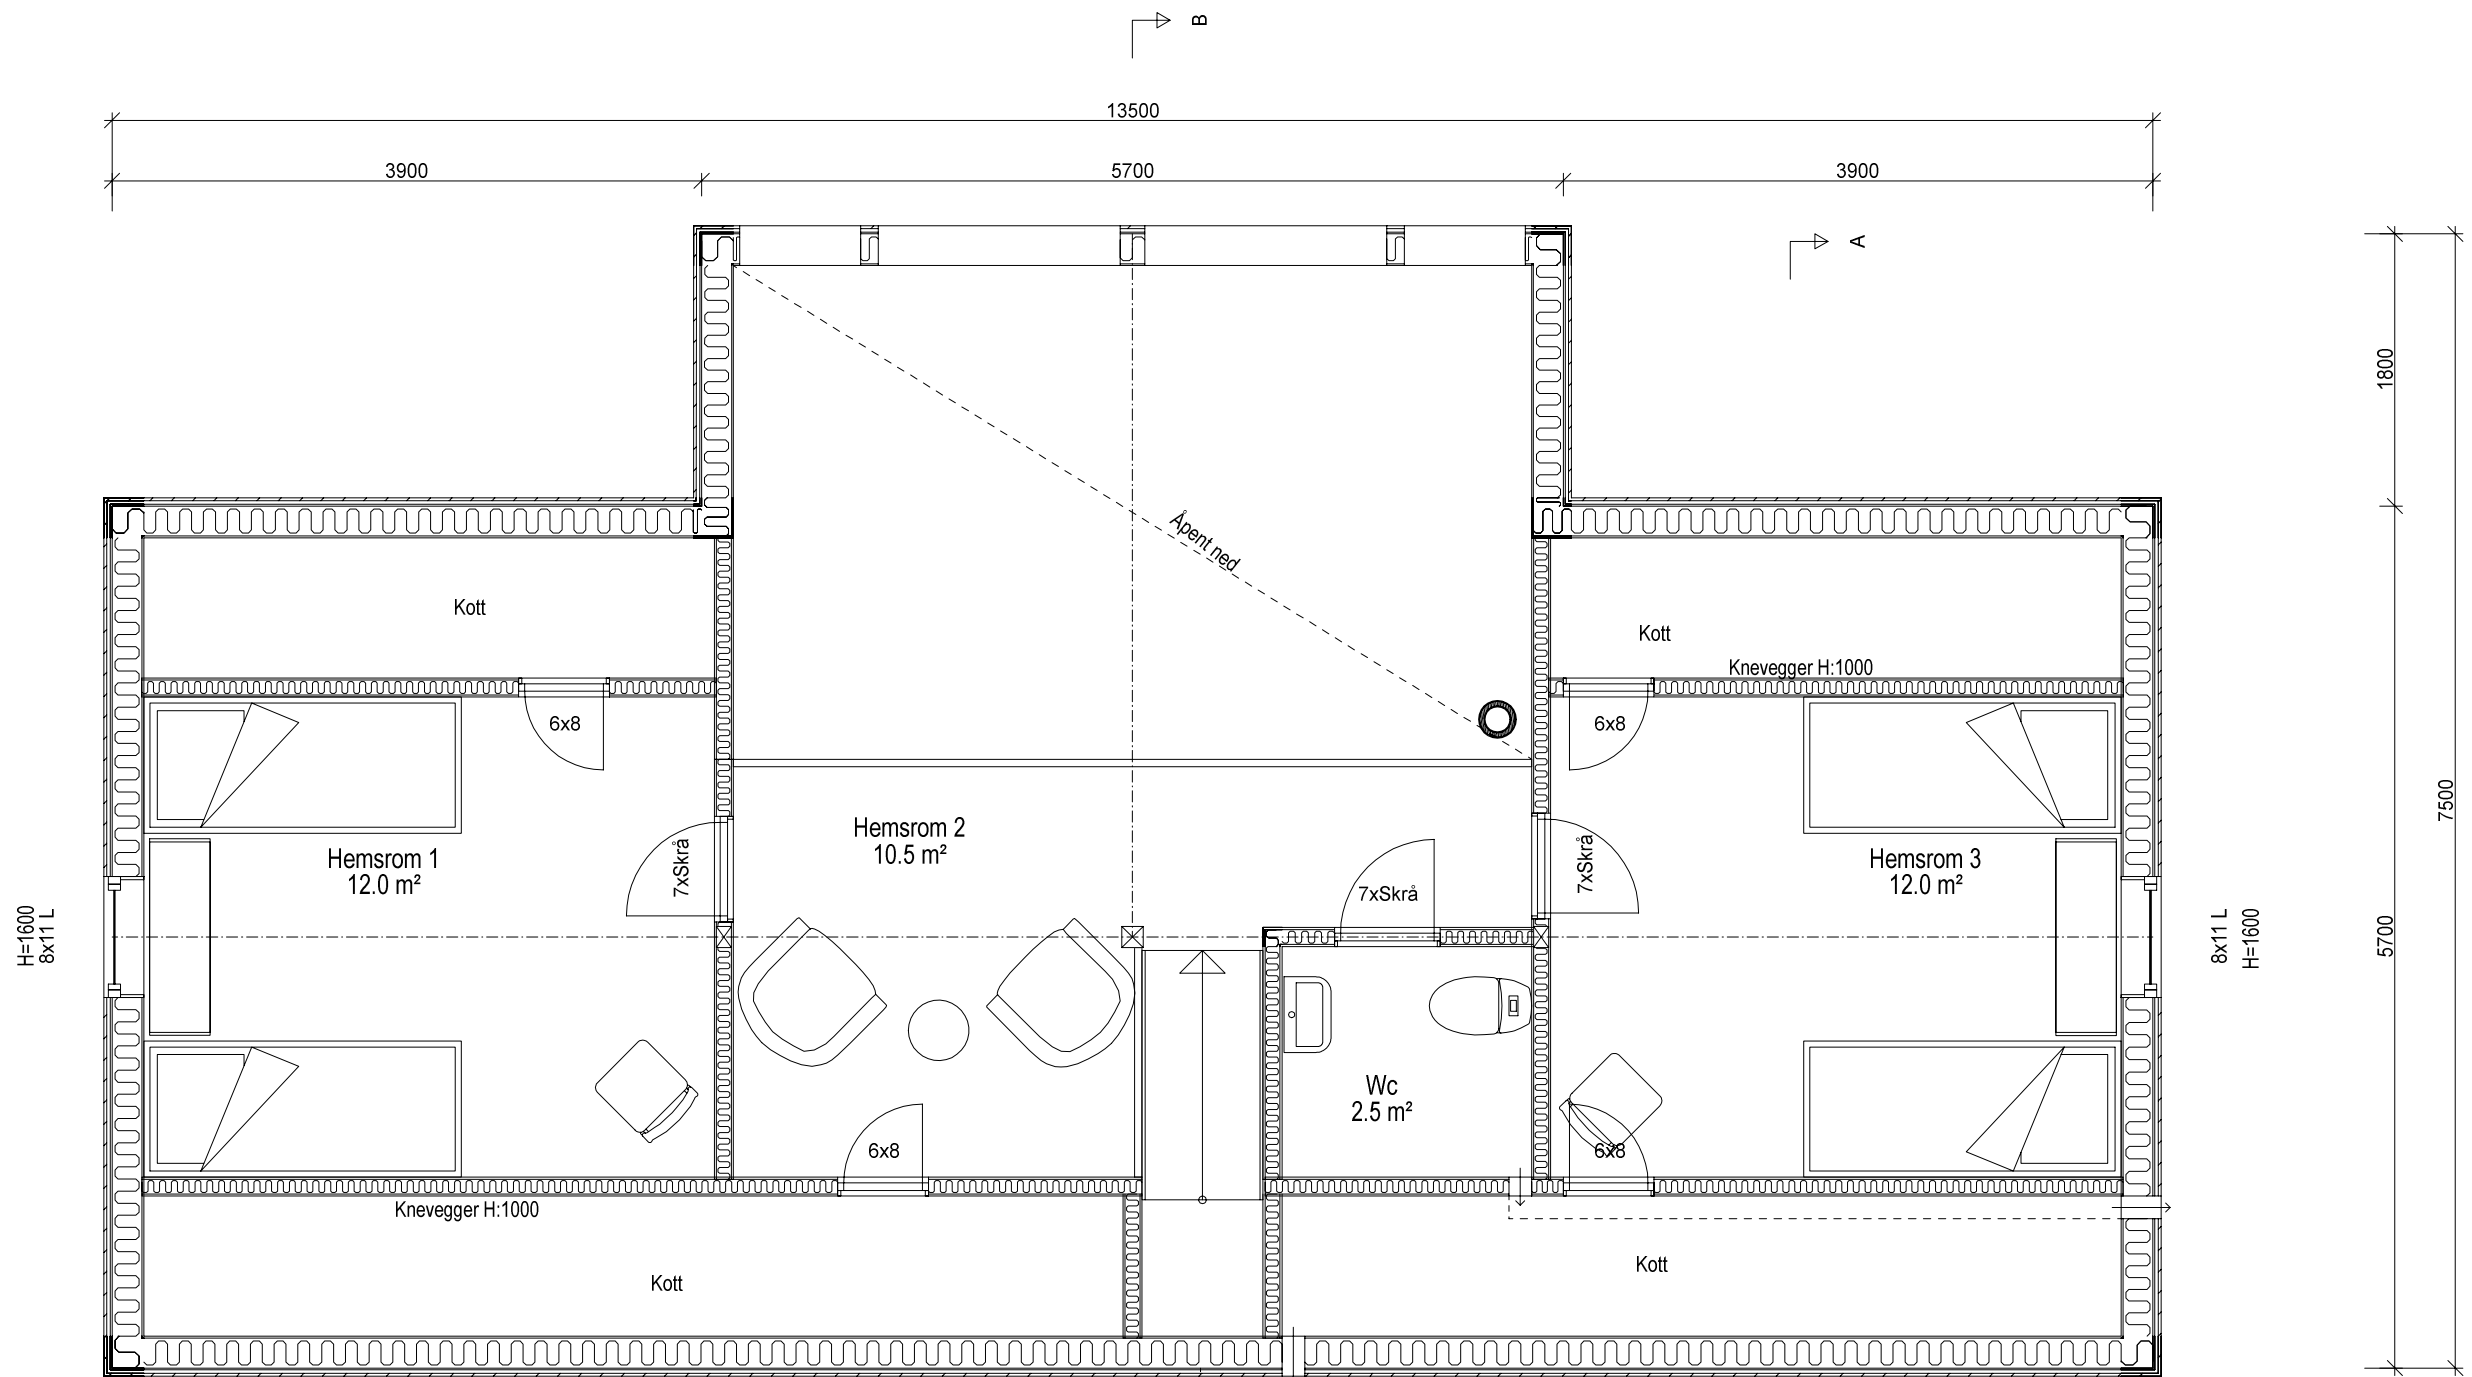 B
13500
3900
5700
3900
A
1800
Åpent ned
Kott
Kott
Knevegger H:1000
6x8
6x8
7500
Hemsrom 2
10.5 m²
Hemsrom 1
12.0 m²
7xSkrå
7xSkrå
7xSkrå
Hemsrom 3
12.0 m²
H=1600
8x11 L
8x11 L
H=1600
5700
Wc
2.5 m²
6x8
6x8
Knevegger H:1000
Kott
Kott